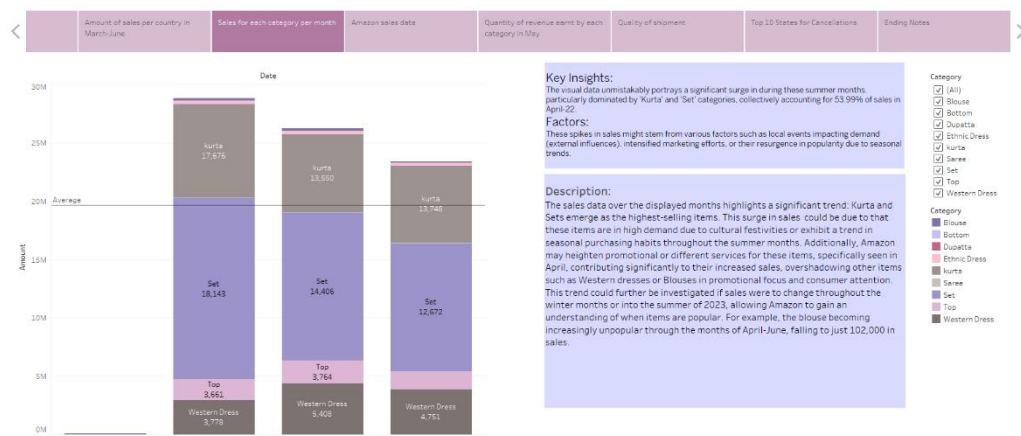 Amount of sales per country in
March-June.
Sales for each category per month
Amazon sales data
Quantity of revenue earnt by each
category in May.
Quality of shipment
Top 10 States for Cancellations
Ending Notes
Date
30M
25M
20M
15M
10M
5M
0M
Amount
Average
kurta
17,676
Set
18,143
Top
3,661
Western Dress
3,778
kurta
13,550
Set
14,406
Top
3,764
Western Dress
5,408
kurta
13,748
Set
12,672
Western Dress
4,751
Key Insights:
The visual data unmistakably portrays a significant surge in during these summer months,
particularly dominated by 'Kurta' and 'Set' categories, collectively accounting for 53.99% of sales in
April-22.
Factors:
These spikes in sales might stem from various factors such as local events impacting demand
(external influences), intensified marketing efforts, or their resurgence in popularity due to seasonal
trends.
Description:
The sales data over the displayed months highlights a significant trend: Kurta and
Sets emerge as the highest-selling items. This surge in sales could be due to that
these items are in high demand due to cultural festivities or exhibit a trend in
seasonal purchasing habits throughout the summer months. Additionally, Amazon
may heighten promotional or different services for these items, specifically seen in
April, contributing significantly to their increased sales, overshadowing other items
such as Western dresses or Blouses in promotional focus and consumer attention.
This trend could further be investigated if sales were to change throughout the
winter months or into the summer of 2023, allowing Amazon to gain an
understanding of when items are popular. For example, the blouse becoming
increasingly unpopular through the months of April-June, falling to just 102,000 in
sales.
Category
(All)
Blouse
Bottom
Dupatta
Ethnic Dress
kurta
Saree
Set
Top
Western Dress
Category
Blouse
Bottom
Dupatta
Ethnic Dress
kurta
Saree
Set
Top
Western Dress